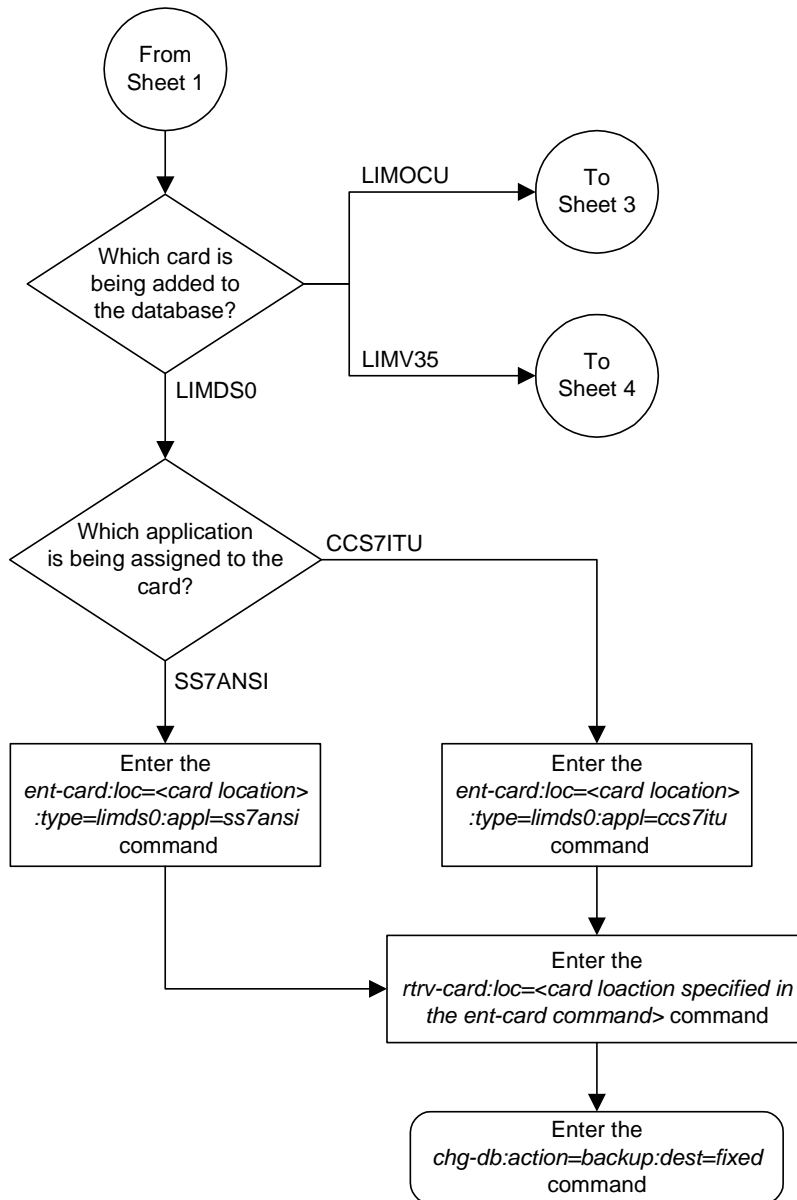 From
Sheet 1
Which card is
being added to
the database?
LIMOCU
To
Sheet 3
LIMV35
To
Sheet 4
LIMDS0
Which application
is being assigned to the
card?
CCS7ITU
SS7ANSI
Enter the
ent-card:loc=<card location>
:type=limds0:appl=ss7ansi
command
Enter the
ent-card:loc=<card location>
:type=limds0:appl=ccs7itu
command
Enter the
rtrv-card:loc=<card loaction specified in
the ent-card command> command
Enter the
chg-db:action=backup:dest=fixed
command